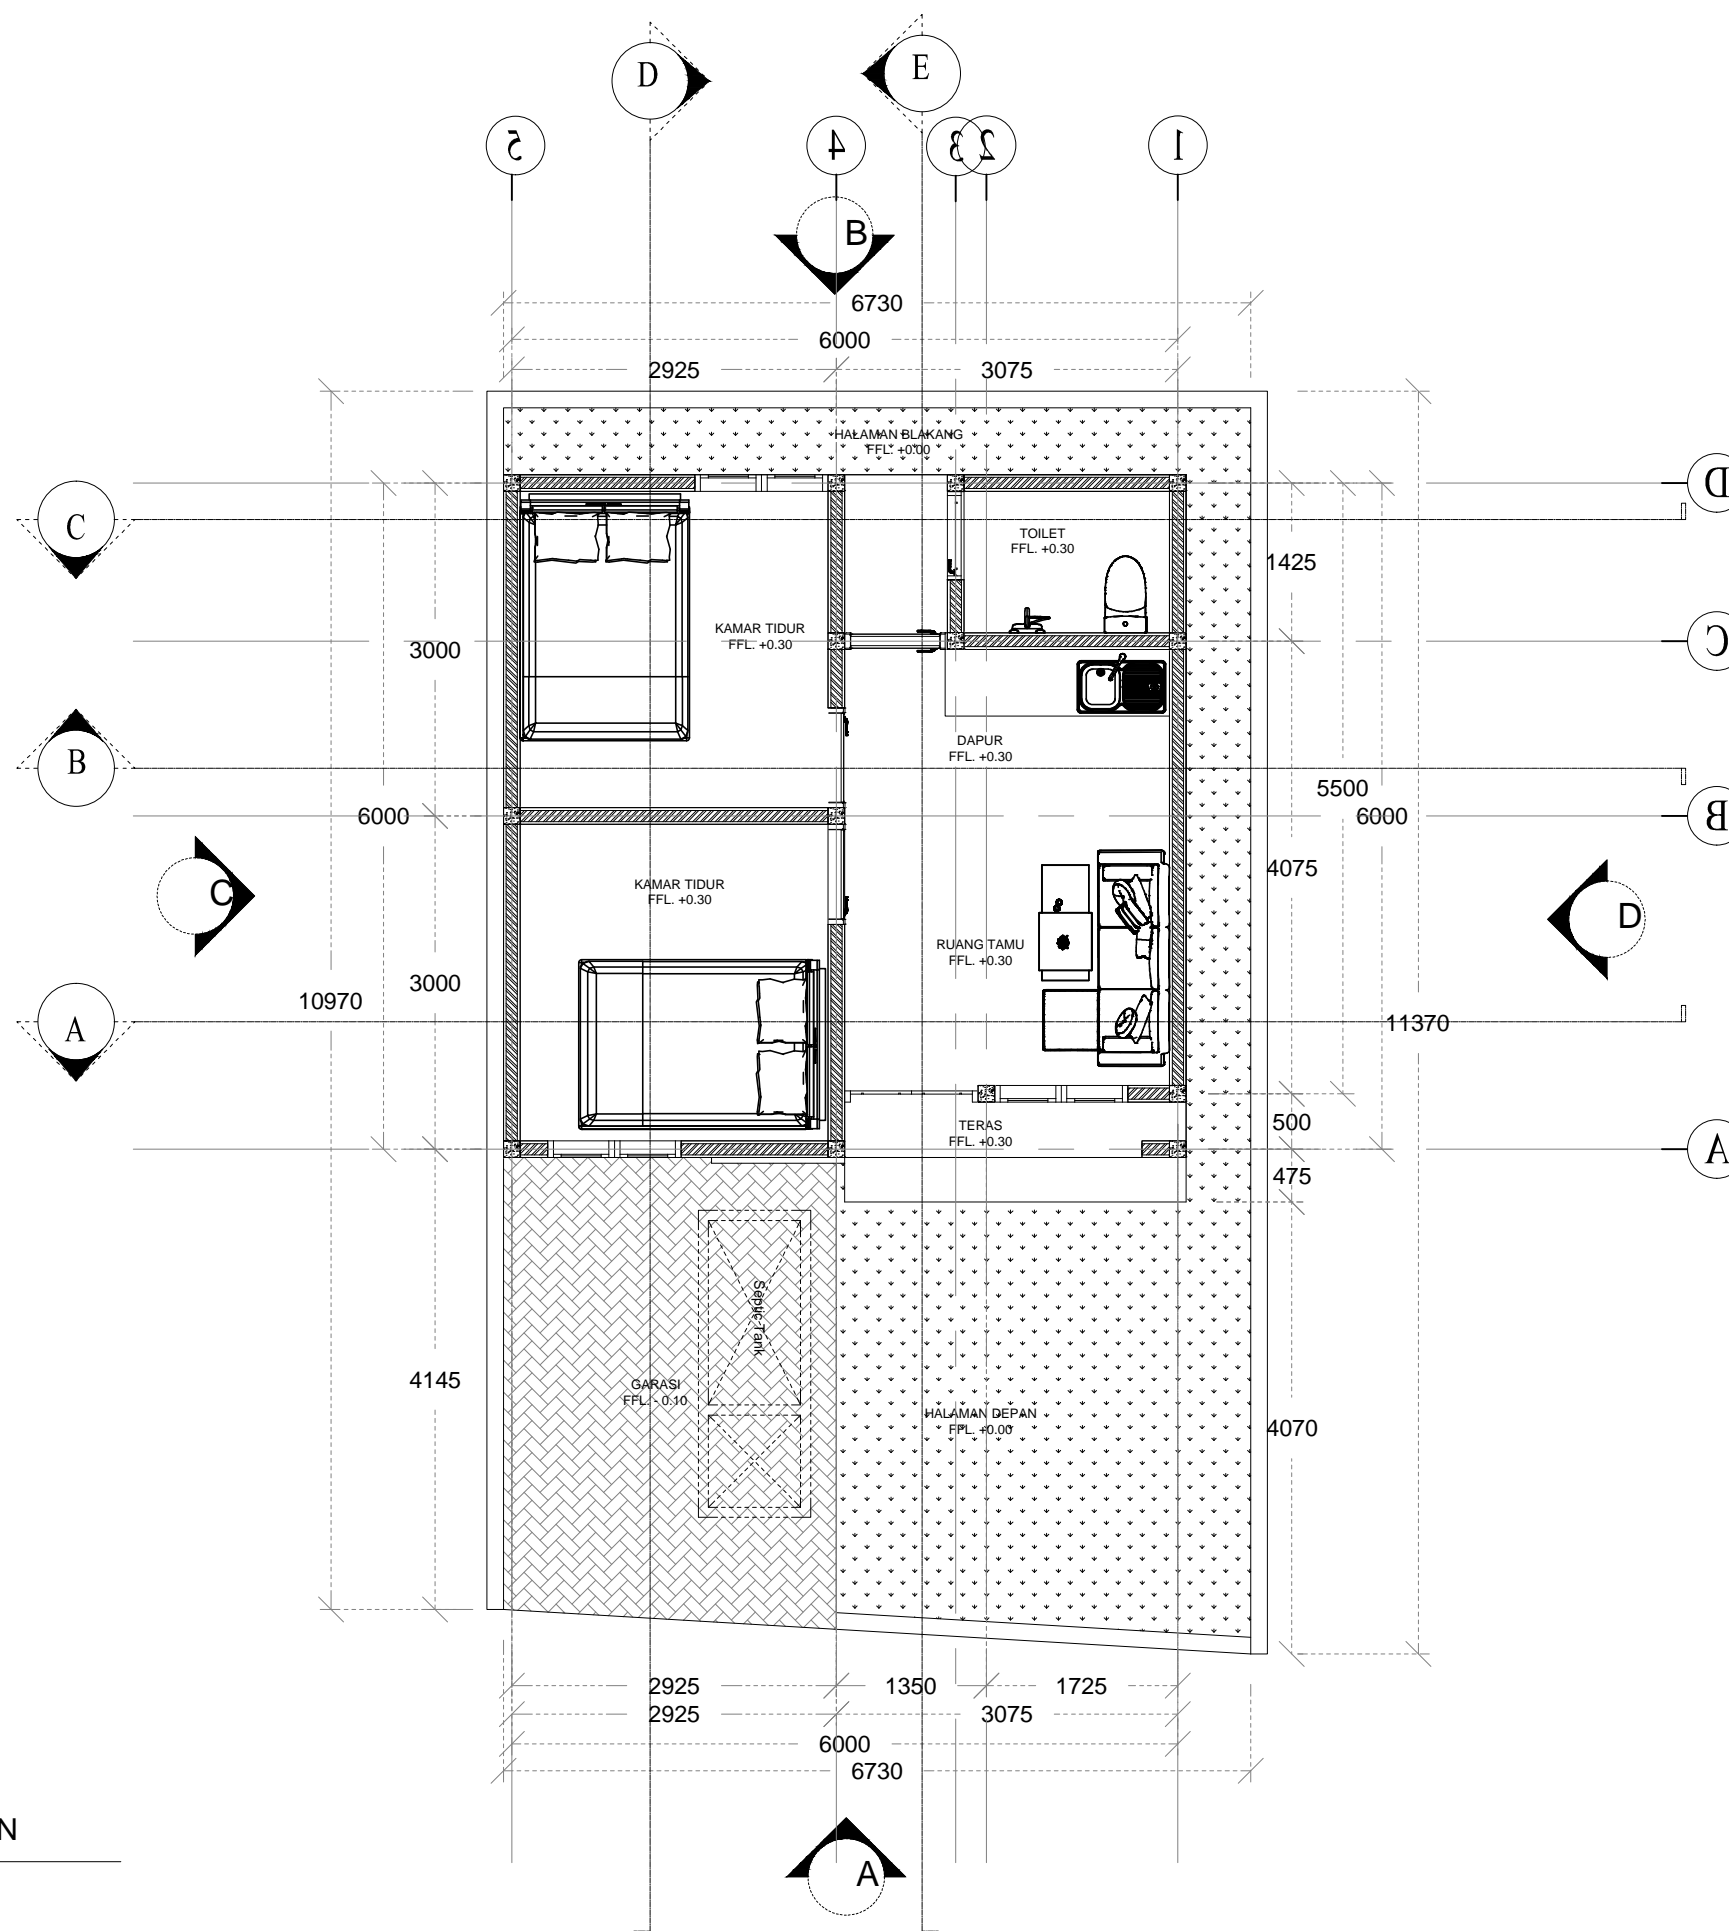 D
E
5
4
3
2
1
B
6730
6000
2925
3075
HALAMAN BLAKANG
FFL. +0.00
D
C
TOILET
FFL. +0.30
1425
KAMAR TIDUR
FFL. +0.30
3000
C
DAPUR
FFL. +0.30
B
5500
6000
6000
B
4075
KAMAR TIDUR
FFL. +0.30
C
D
RUANG TAMU
FFL. +0.30
3000
10970
11370
A
TERAS
FFL. +0.30
500
A
475
Septic Tank
4145
GARASI
FFL. - 0.10
HALAMAN DEPAN
FFL. +0.00
4070
2925
1350
1725
2925
3075
6000
6730
N
A